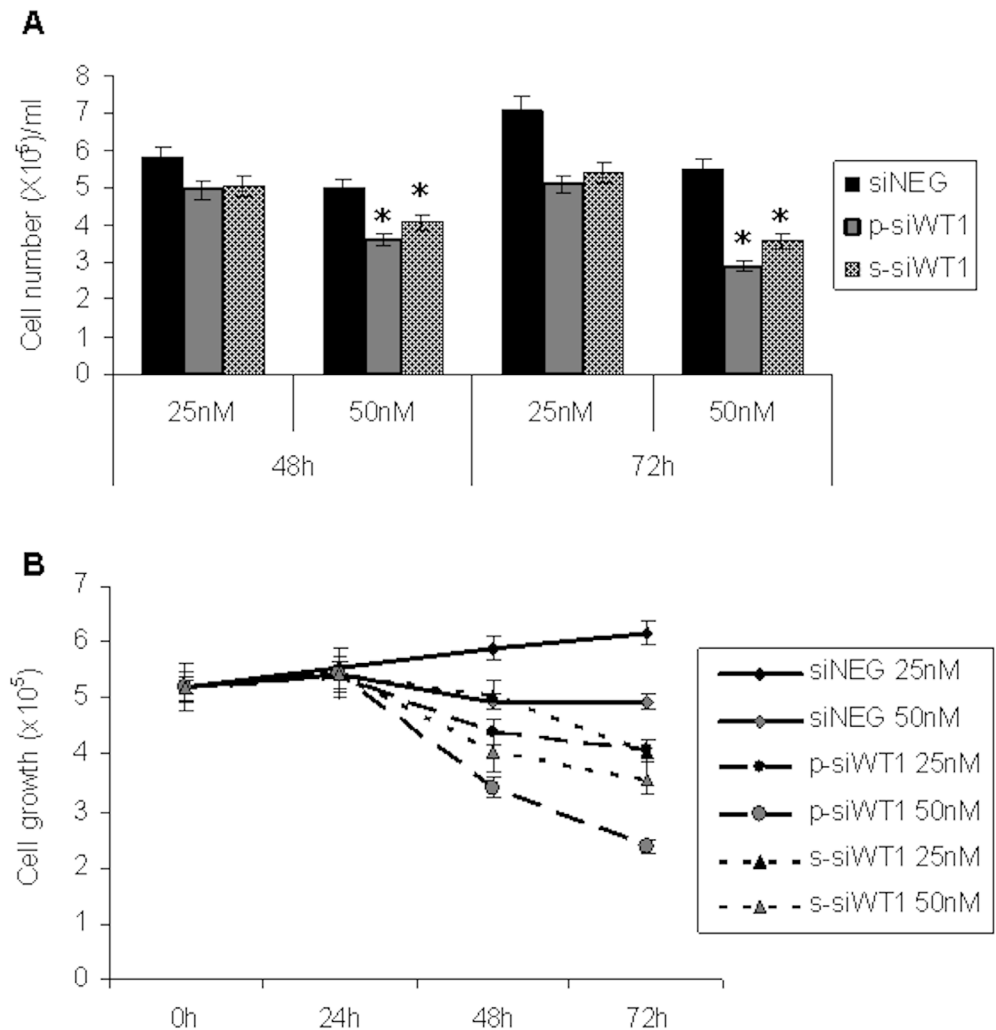 A
Cell number (X10⁵)/ml
8
7
6
5
4
3
2
1
0
* * * *
25nM 50nM 25nM 50nM
48h 72h
siNEG
p-siWT1
s-siWT1
B
Cell growth (x10⁵)
7
6
5
4
3
2
1
0
0h 24h 48h 72h
siNEG 25nM
siNEG 50nM
p-siWT1 25nM
p-siWT1 50nM
s-siWT1 25nM
s-siWT1 50nM